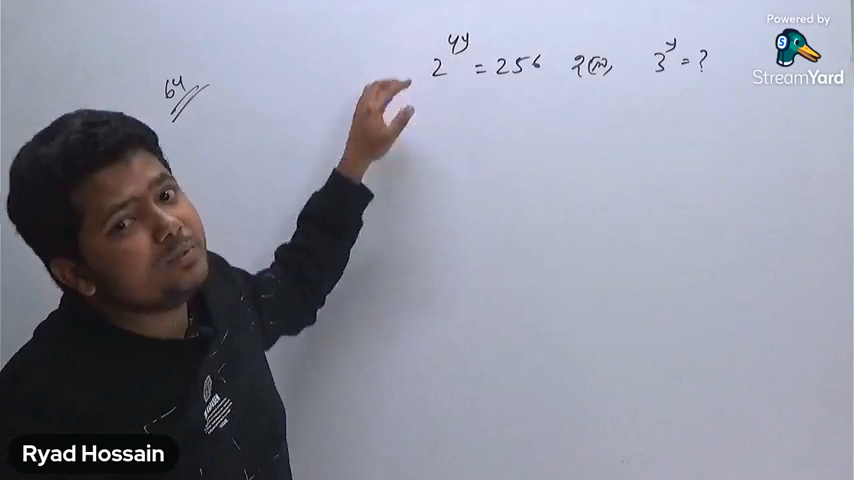 Powered by
StreamYard
64
2^{4y} = 256 হলে, 3^{y} = ?
Ryad Hossain